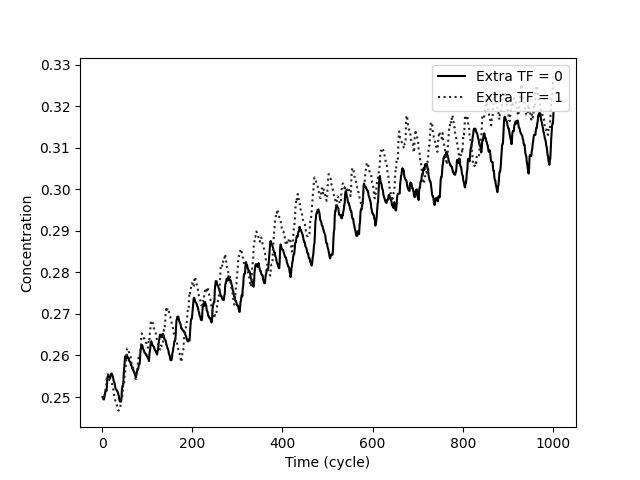 0.33
0.32
0.31
0.30
0.29
0.28
0.27
0.26
0.25
Concentration
Extra TF = 0
Extra TF = 1
0 200 400 600 800 1000
Time (cycle)